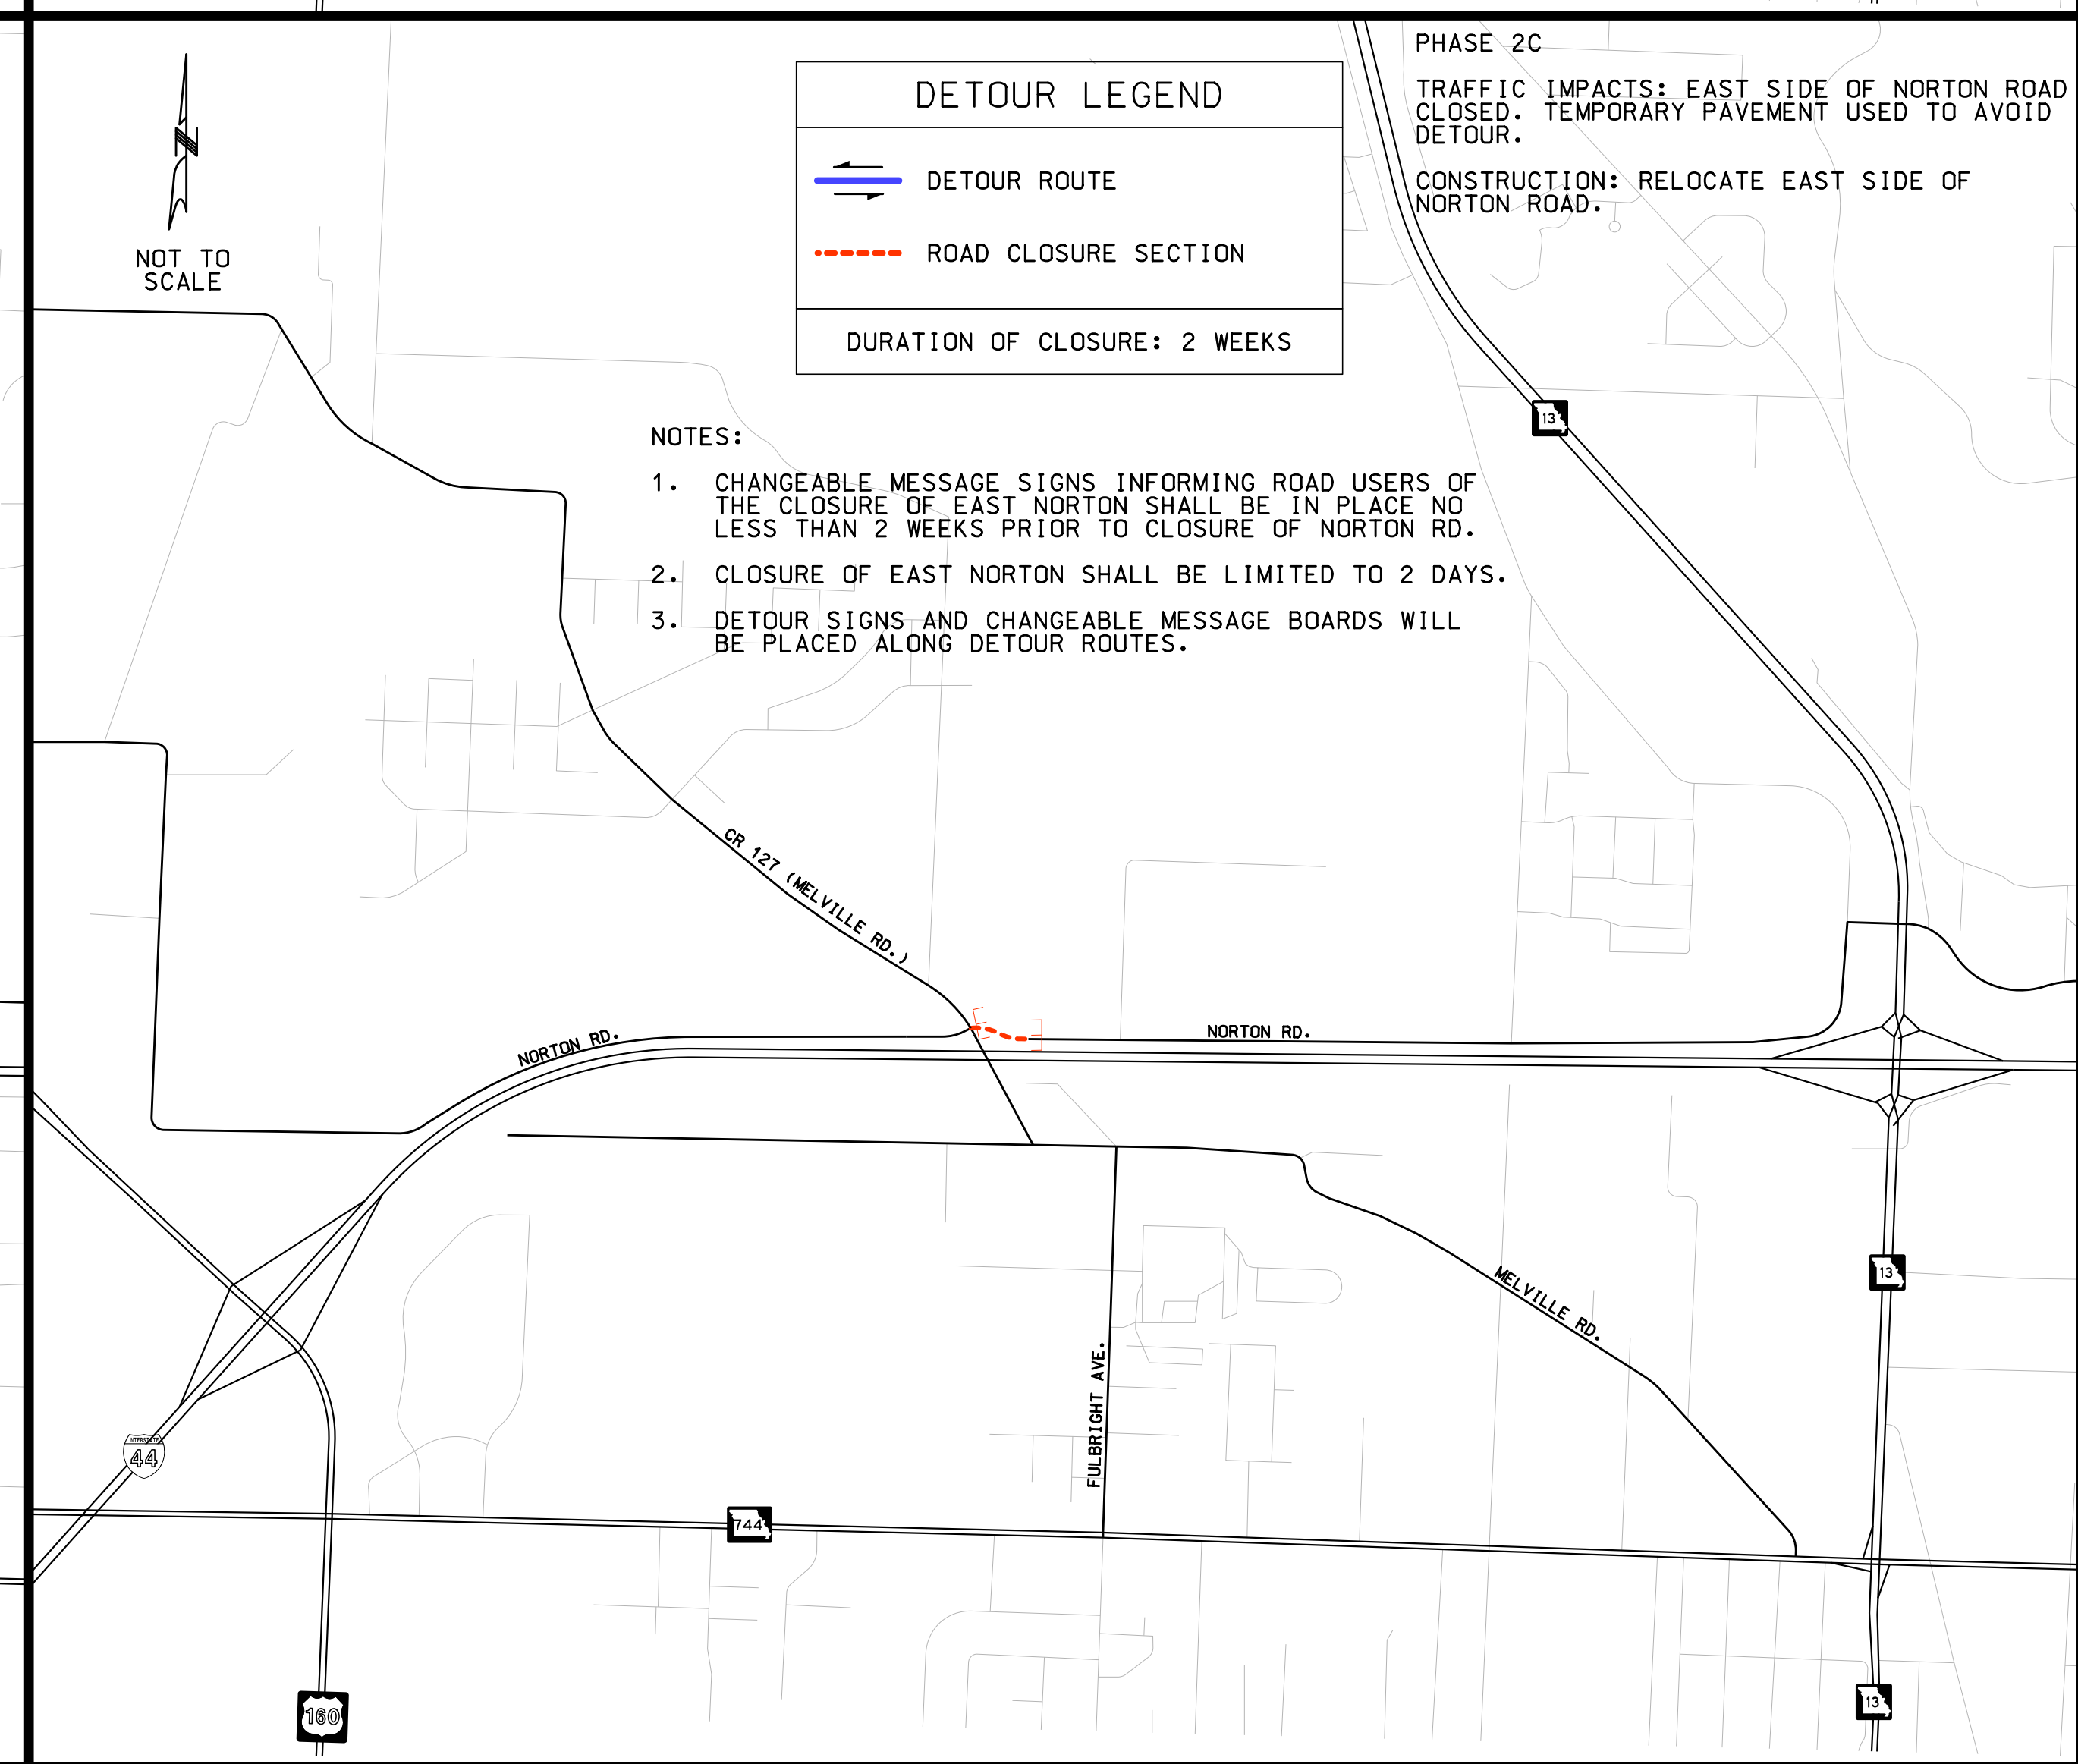 PHASE 2C
TRAFFIC IMPACTS: EAST SIDE OF NORTON ROAD
CLOSED. TEMPORARY PAVEMENT USED TO AVOID
DETOUR.
CONSTRUCTION: RELOCATE EAST SIDE OF
NORTON ROAD.
N
NOT TO
SCALE
DETOUR LEGEND
DETOUR ROUTE
ROAD CLOSURE SECTION
DURATION OF CLOSURE: 2 WEEKS
NOTES:
1. CHANGEABLE MESSAGE SIGNS INFORMING ROAD USERS OF
THE CLOSURE OF EAST NORTON SHALL BE IN PLACE NO
LESS THAN 2 WEEKS PRIOR TO CLOSURE OF NORTON RD.
2. CLOSURE OF EAST NORTON SHALL BE LIMITED TO 2 DAYS.
3. DETOUR SIGNS AND CHANGEABLE MESSAGE BOARDS WILL
BE PLACED ALONG DETOUR ROUTES.
13
CR 127 (MELVILLE RD.)
NORTON RD.
NORTON RD.
13
MELVILLE RD.
FULBRIGHT AVE.
INTERSTATE
44
744
160
13